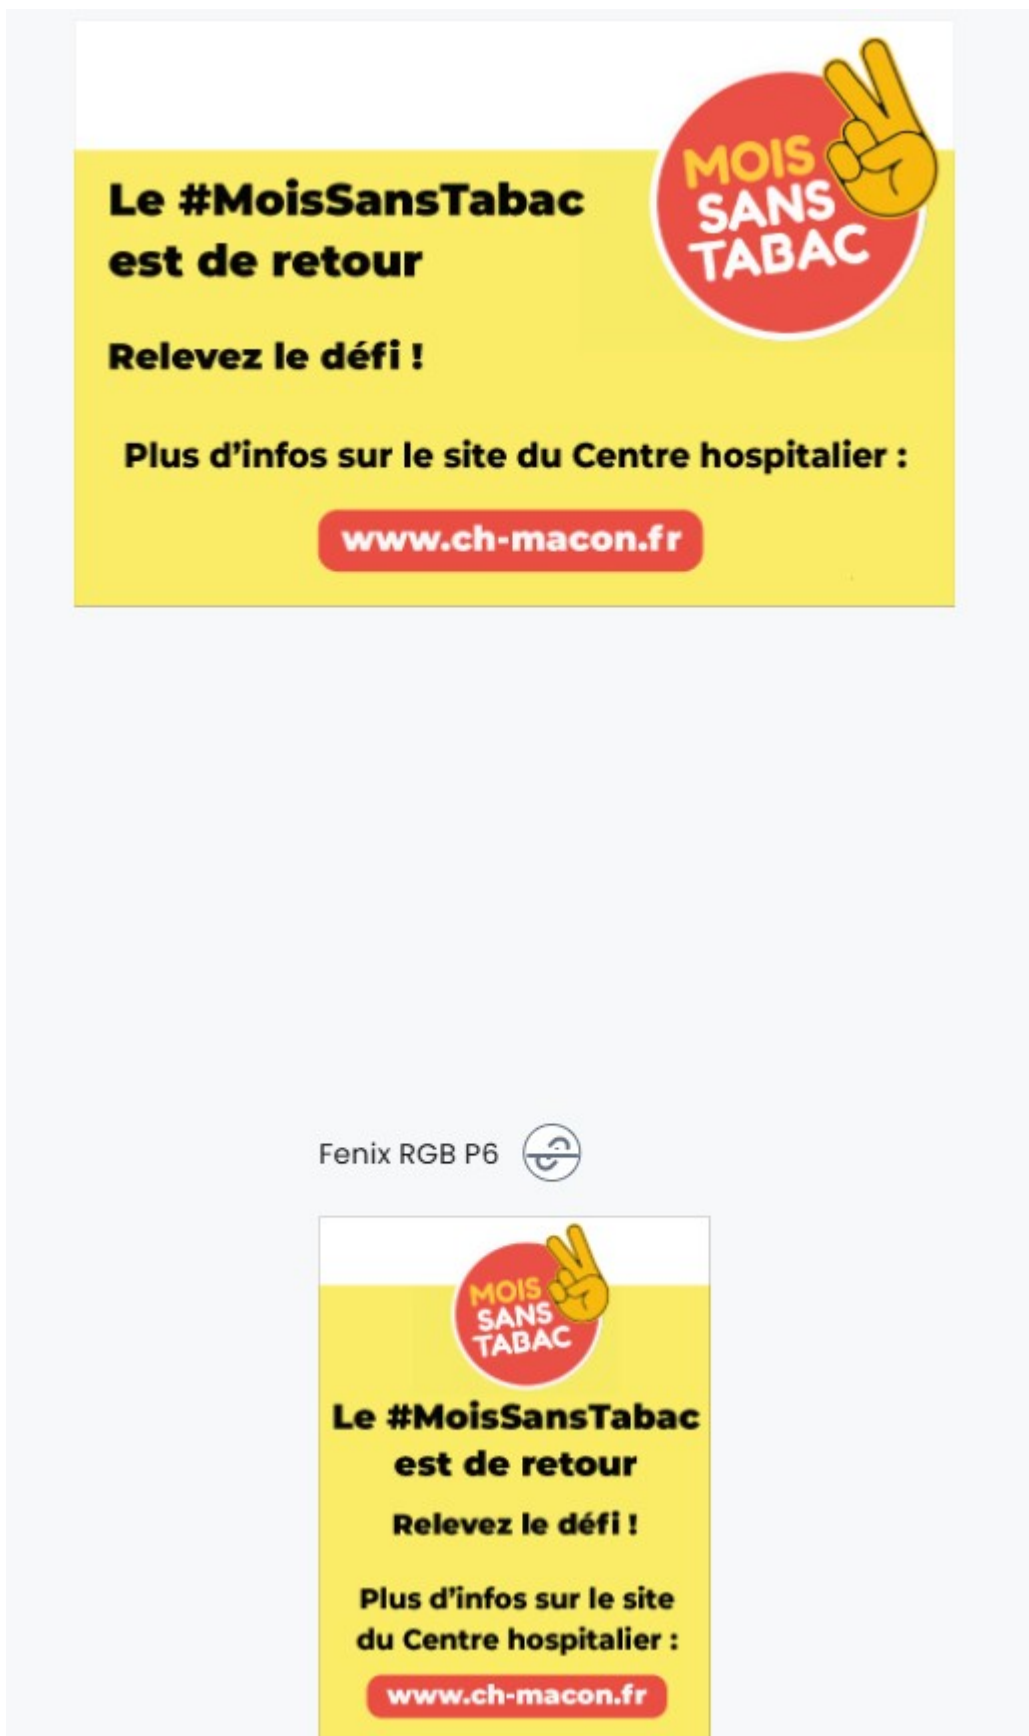 MOIS
SANS
TABAC
Le #MoisSansTabac
est de retour
Relevez le défi !
Plus d’infos sur le site du Centre hospitalier :
www.ch-macon.fr
Fenix RGB P6
MOIS
SANS
TABAC
Le #MoisSansTabac
est de retour
Relevez le défi !
Plus d’infos sur le site
du Centre hospitalier :
www.ch-macon.fr